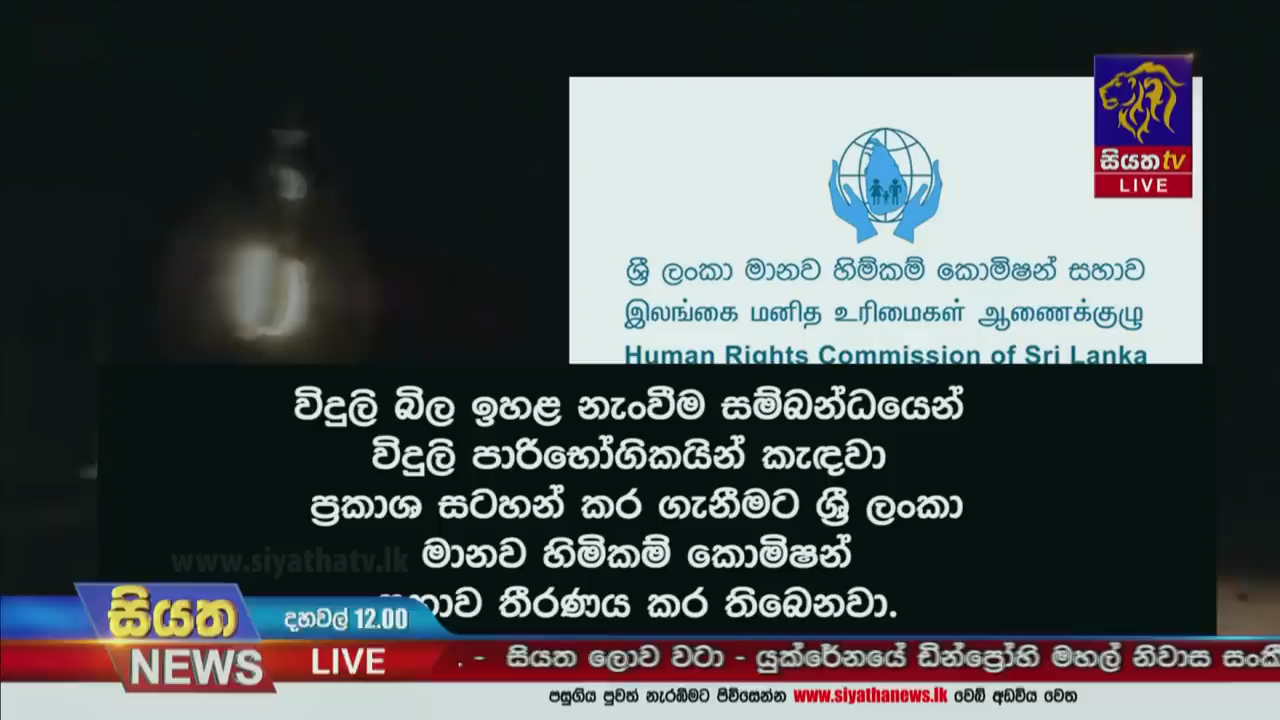 සියත tv
LIVE
ශ්‍රී ලංකා මානව හිමිකම් කොමිෂන් සභාව
இலங்கை மனித உரிமைகள் ஆணைக்குழு
Human Rights Commission of Sri Lanka
විදුලි බිල ඉහළ නැංවීම සම්බන්ධයෙන්
විදුලි පාරිභෝගිකයින් කැඳවා
ප්‍රකාශ සටහන් කර ගැනීමට ශ්‍රී ලංකා
මානව හිමිකම් කොමිෂන්
තීරණය කර තිබෙනවා.
www.siyathatv.lk
සියත
දහවල් 12.00
NEWS
LIVE
. - සියත ලොව වටා - යුක්රේනයේ ඩිනප්‍රෝහි මහල් නිවාස
පසුගිය පුවත් නැරඹීමට පිවිසෙන්න www.siyathanews.lk වෙබ් අඩවිය වෙත